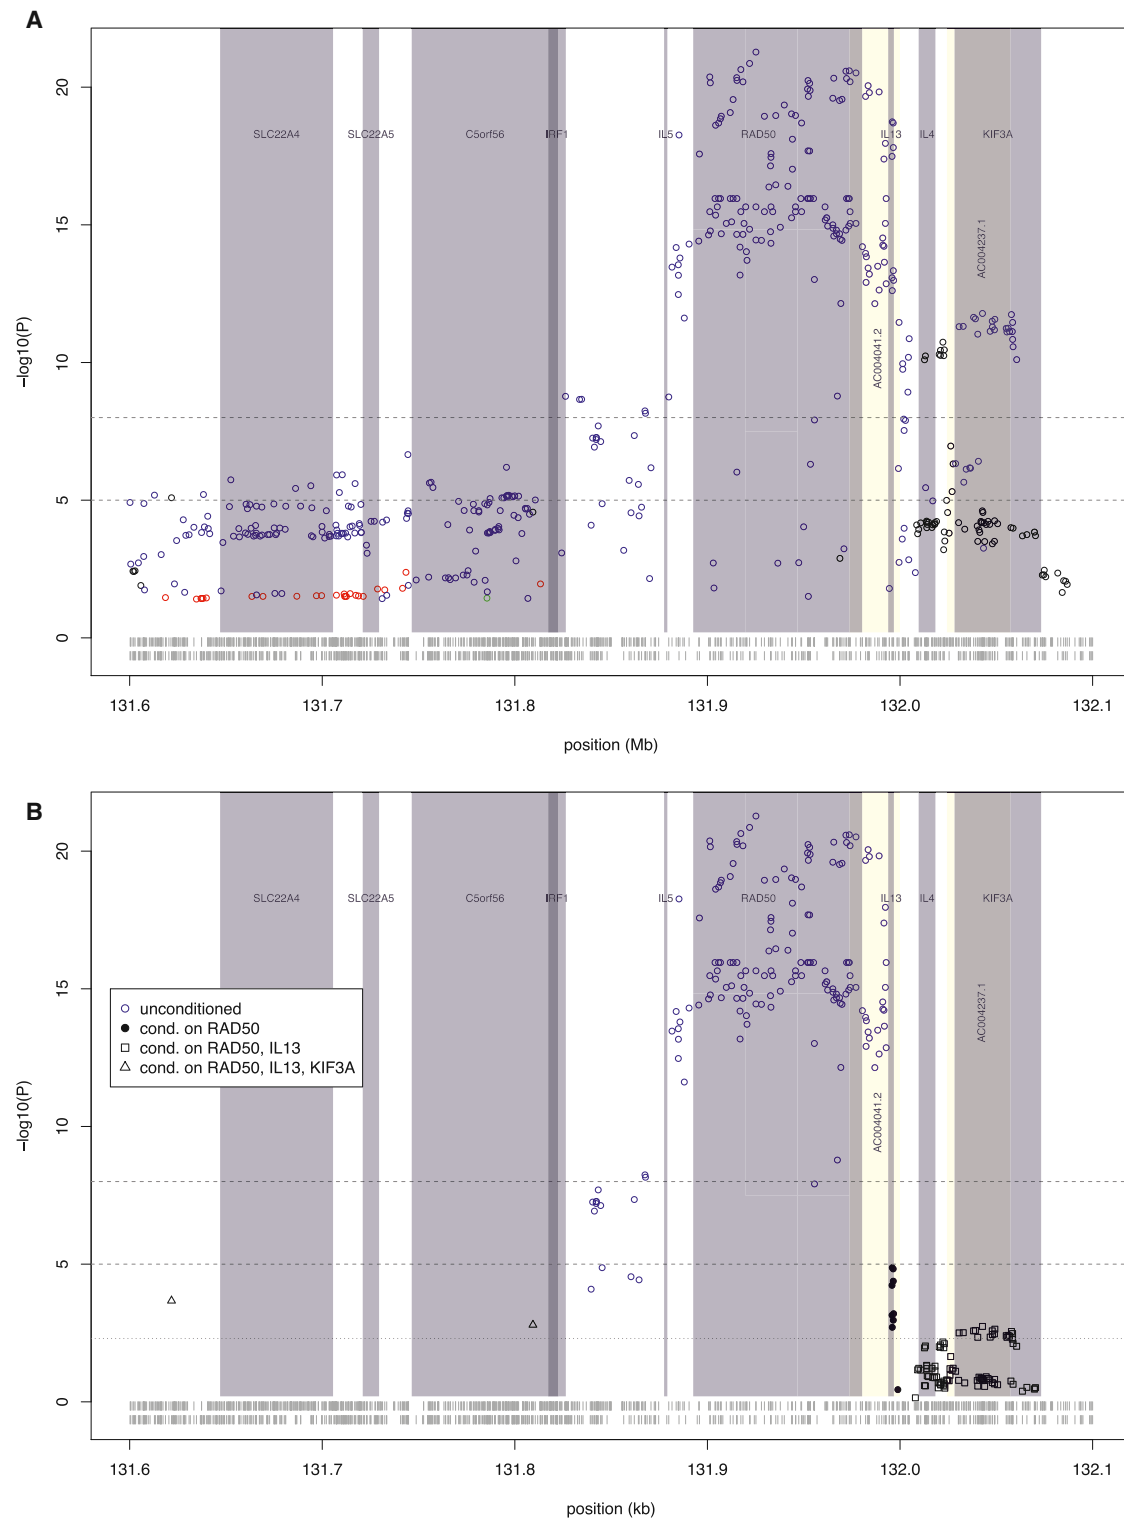 A
20
15
10
5
0
−log10(P)
SLC22A4
SLC22A5
C5orf56
IRF1
IL5
RAD50
IL13
IL4
KIF3A
AC004237.1
AC004041.2
131.6
131.7
131.8
131.9
132.0
132.1
position (Mb)
B
20
15
10
5
0
−log10(P)
SLC22A4
SLC22A5
C5orf56
IRF1
IL5
RAD50
IL13
IL4
KIF3A
AC004237.1
AC004041.2
unconditioned
cond. on RAD50
cond. on RAD50, IL13
cond. on RAD50, IL13, KIF3A
131.6
131.7
131.8
131.9
132.0
132.1
position (kb)